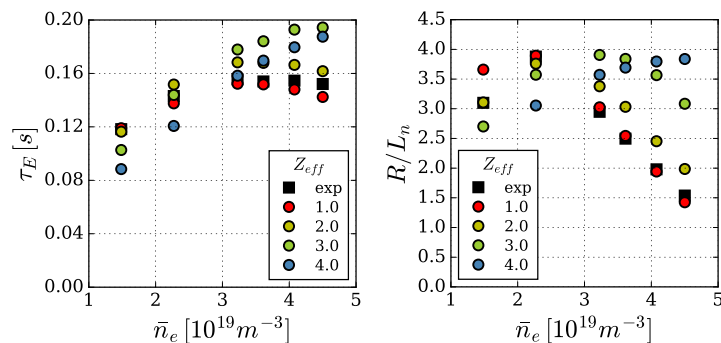 0.20
0.16
0.12
0.08
0.04
0.00
τ_E [s]
Z_eff
exp
1.0
2.0
3.0
4.0
1 2 3 4 5
n̄_e [10^19 m^−3]
4.5
4.0
3.5
3.0
2.5
2.0
1.5
1.0
0.5
0.0
R/L_n
Z_eff
exp
1.0
2.0
3.0
4.0
1 2 3 4 5
n̄_e [10^19 m^−3]